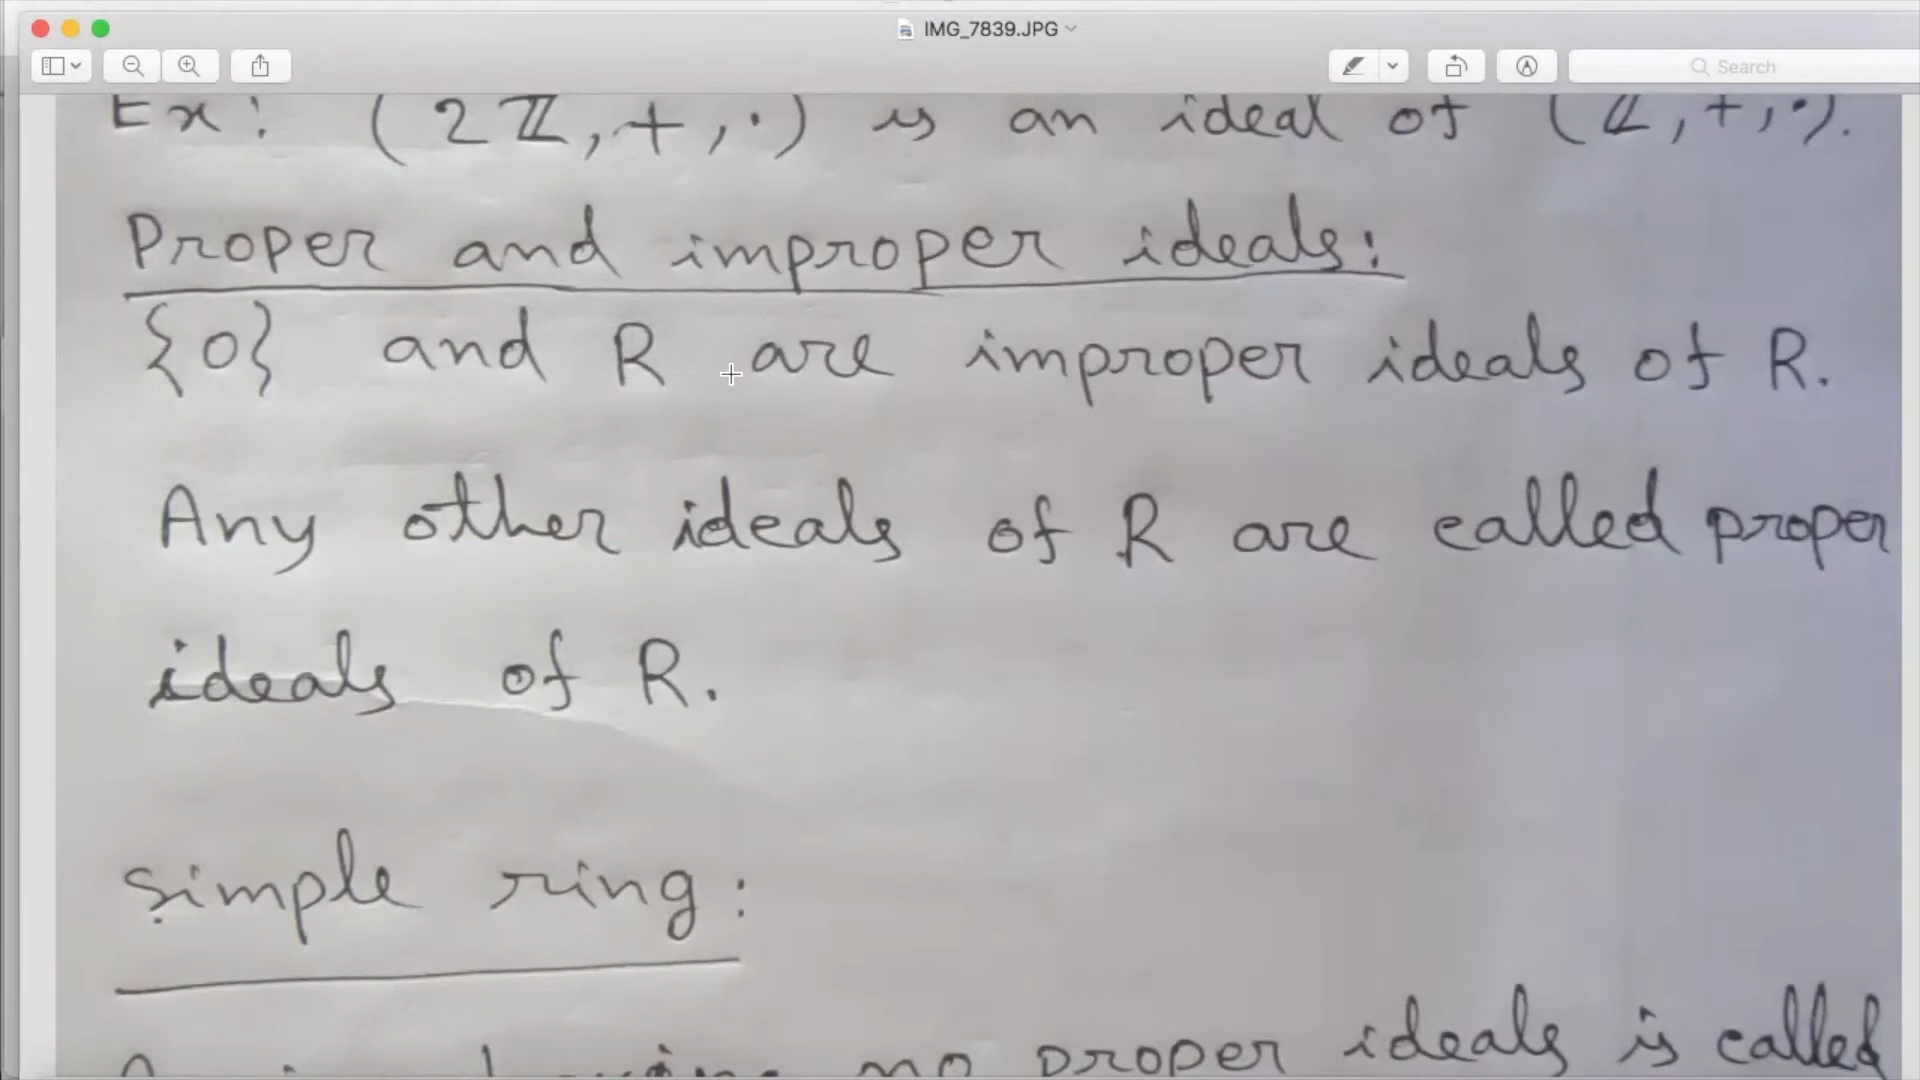 IMG_7839.JPG
Search
Ex: (2ℤ, +, ·) is an ideal of (ℤ, +, ·).
Proper and improper ideals:
{0} and R are improper ideals of R.
Any other ideals of R are called proper
ideals of R.
simple ring:
no proper ideals is called